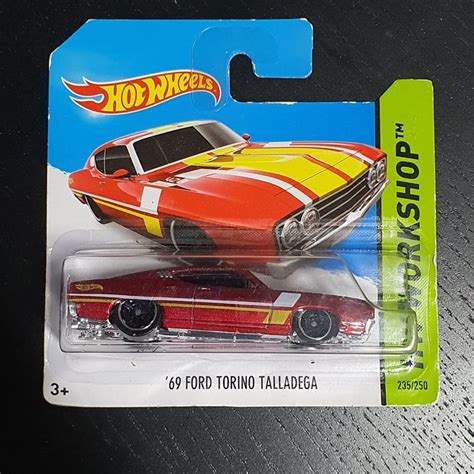 Hot Wheels
HW WORKSHOP™
'69 FORD TORINO TALLADEGA
3+
235/250